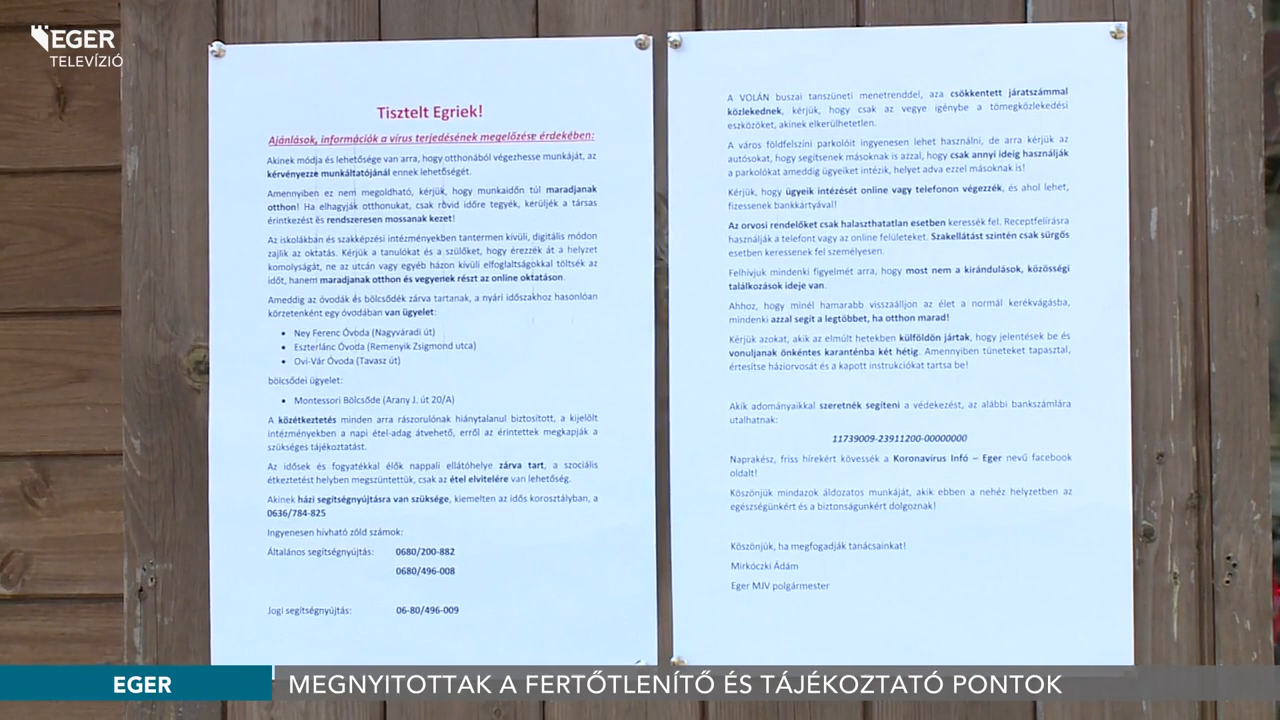 EGER
TELEVÍZIÓ
Tisztelt Egriek!
Ajánlások, információk a vírus terjedésének megelőzése érdekében:
Akinek módja és lehetősége van arra, hogy otthonából végezhesse munkáját, az
kérvényezze munkáltatójánál ennek lehetőségét.
Amennyiben ez nem megoldható, kérjük, hogy munkaidőn túl maradjanak
otthon! Ha elhagyják otthonukat, csak rövid időre tegyék, kerüljék a társas
érintkezést és rendszeresen mossanak kezet!
Az iskolákban és szakképzési intézményekben tantermen kívüli, digitális módon
zajlik az oktatás. Kérjük a tanulókat és a szülőket, hogy érezzék át a helyzet
komolyságát, ne az utcán vagy egyéb házon kívüli elfoglaltságokkal töltsék az
időt, hanem maradjanak otthon és vegyenek részt az online oktatáson.
Ameddig az óvodák és bölcsődék zárva tartanak, a nyári időszakhoz hasonlóan
körzetenként egy óvodában van ügyelet:
• Ney Ferenc Óvoda (Nagyváradi út)
• Eszterlánc Óvoda (Remenyik Zsigmond utca)
• Ovi-Vár Óvoda (Tavasz út)
bölcsődei ügyelet:
• Montessori Bölcsőde (Arany J. út 20/A)
A közétkeztetés minden arra rászorulónak hiánytalanul biztosított, a kijelölt
intézményekben a napi étel-adag átvehető, erről az érintettek megkapják a
szükséges tájékoztatást.
Az idősek és fogyatékkal élők nappali ellátóhelye zárva tart, a szociális
étkeztetést helyben megszüntettük, csak az étel elvitelére van lehetőség.
Akinek házi segítségnyújtásra van szüksége, kiemelten az idős korosztályban, a
0636/784-825
Ingyenesen hívható zöld számok:
Általános segítségnyújtás: 0680/200-882
0680/496-008
Jogi segítségnyújtás: 06-80/496-009
A VOLÁN buszai tanszüneti menetrenddel, azaz csökkentett járatszámmal
közlekednek, kérjük, hogy csak az vegye igénybe a tömegközlekedési
eszközöket, akinek elkerülhetetlen.
A város földfelszíni parkolóit ingyenesen lehet használni, de arra kérjük az
autósokat, hogy segítsenek másoknak is azzal, hogy csak annyi ideig használják
a parkolókat ameddig ügyeiket intézik, helyet adva ezzel másoknak is!
Kérjük, hogy ügyeik intézését online vagy telefonon végezzék, és ahol lehet,
fizessenek bankkártyával!
Az orvosi rendelőket csak halaszthatatlan esetben keressék fel. Receptfelírásra
használják a telefont vagy az online felületeket. Szakellátást szintén csak sürgős
esetben keressenek fel személyesen.
Felhívjuk mindenki figyelmét arra, hogy most nem a kirándulások, közösségi
találkozások ideje van.
Ahhoz, hogy minél hamarabb visszaálljon az élet a normál kerékvágásba,
mindenki azzal segít a legtöbbet, ha otthon marad!
Kérjük azokat, akik az elmúlt hetekben külföldön jártak, hogy jelentések be és
vonuljanak önkéntes karanténba két hétig. Amennyiben tüneteket tapasztal,
értesítse háziorvosát és a kapott instrukciókat tartsa be!
Akik adományaikkal szeretnék segíteni a védekezést, az alábbi bankszámlára
utalhatnak:
11739009-23911200-00000000
Naprakész, friss hírekért kövessék a Koronavírus Infó – Eger nevű facebook
oldalt!
Köszönjük mindazok áldozatos munkáját, akik ebben a nehéz helyzetben az
egészségünkért és a biztonságunkért dolgoznak!
Köszönjük, ha megfogadják tanácsainkat!
Mirkóczki Ádám
Eger MJV polgármester
EGER
MEGNYITOTTAK A FERTŐTLENÍTŐ ÉS TÁJÉKOZTATÓ PONTOK